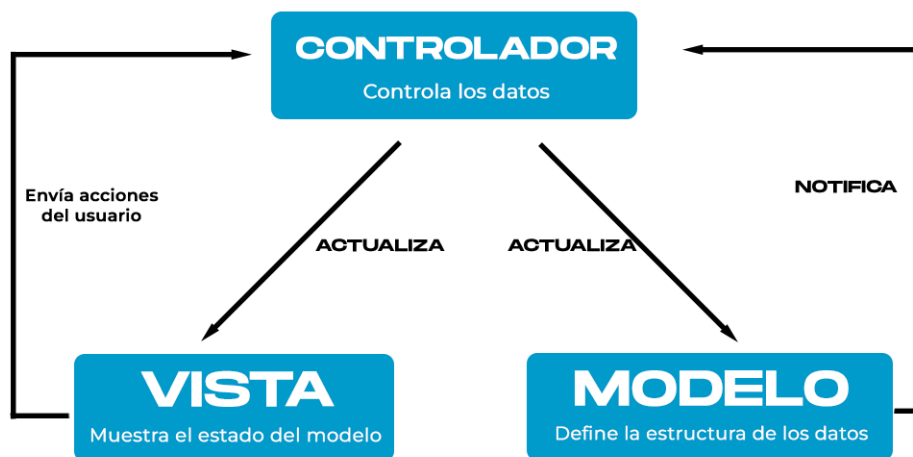 CONTROLADOR
Controla los datos
Envía acciones
del usuario
ACTUALIZA
ACTUALIZA
NOTIFICA
VISTA
Muestra el estado del modelo
MODELO
Define la estructura de los datos